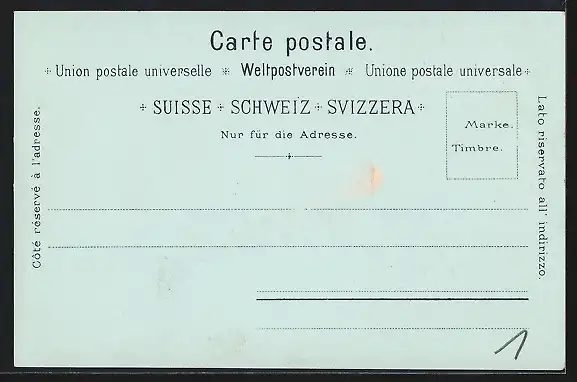 Carte postale.
Union postale universelle * Weltpostverein * Unione postale universale
SUISSE + SCHWEIZ + SVIZZERA
Nur für die Adresse.
Marke.
Timbre.
Côté réservé à l'adresse.
Lato riservato all' indirizzo.
1